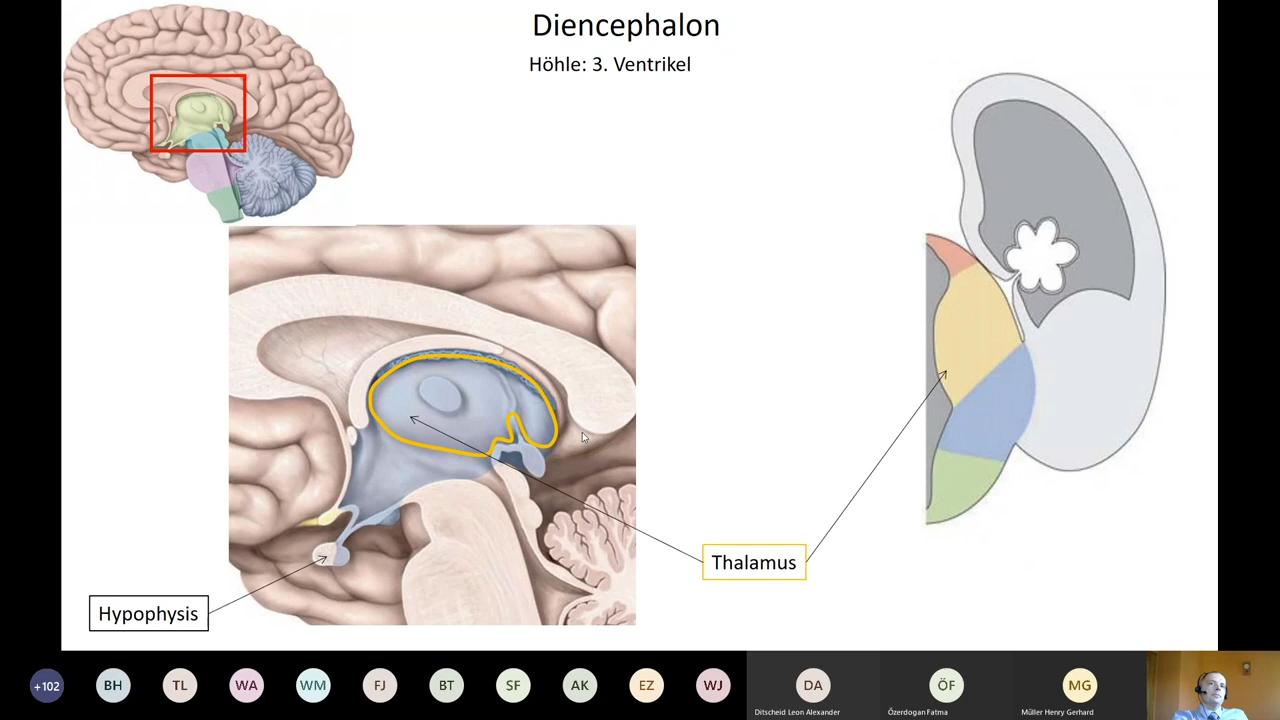 Diencephalon
Höhle: 3. Ventrikel
Thalamus
Hypophysis
+102
BH
TL
WA
WM
FJ
BT
SF
AK
EZ
WJ
DA
ÖF
MG
Ditscheid Leon Alexander
Özerdogan Fatma
Müller Henry Gerhard